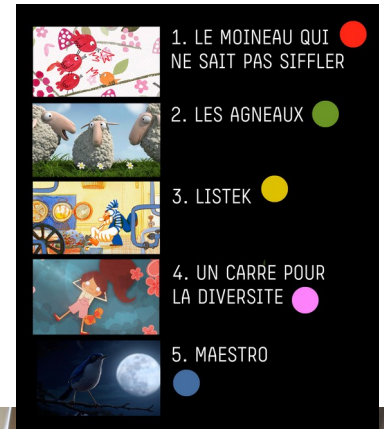 1. LE MOINEAU QUI
NE SAIT PAS SIFFLER
2. LES AGNEAUX
3. LISTEK
4. UN CARRE POUR
LA DIVERSITE
5. MAESTRO